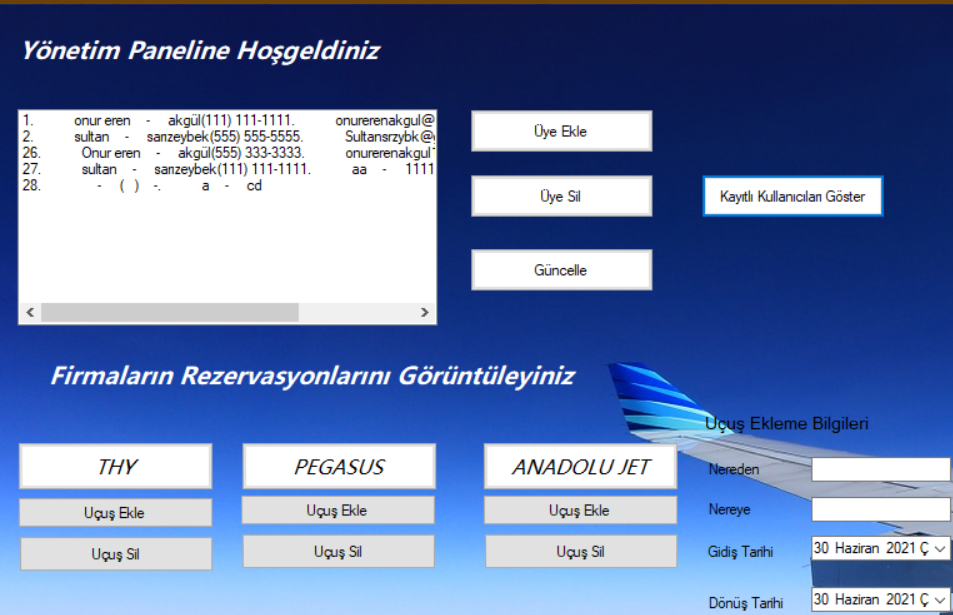 Yönetim Paneline Hoşgeldiniz
1. onur eren - akgül(111) 111-1111. onurerenakgul@
2. sultan - sarızeybek(555) 555-5555. Sultansrzybk@
26. Onur eren - akgül(555) 333-3333. onurerenakgul
27. sultan - sarızeybek(111) 111-1111. aa - 1111
28. - ( ) -. a - cd
Üye Ekle
Üye Sil
Kayıtlı Kullanıcıları Göster
Güncelle
Firmaların Rezervasyonlarını Görüntüleyiniz
Uçuş Ekleme Bilgileri
THY
PEGASUS
ANADOLU JET
Nereden
Uçuş Ekle
Uçuş Ekle
Uçuş Ekle
Nereye
Uçuş Sil
Uçuş Sil
Uçuş Sil
Gidiş Tarihi
30 Haziran 2021 Ç
Dönüş Tarihi
30 Haziran 2021 Ç